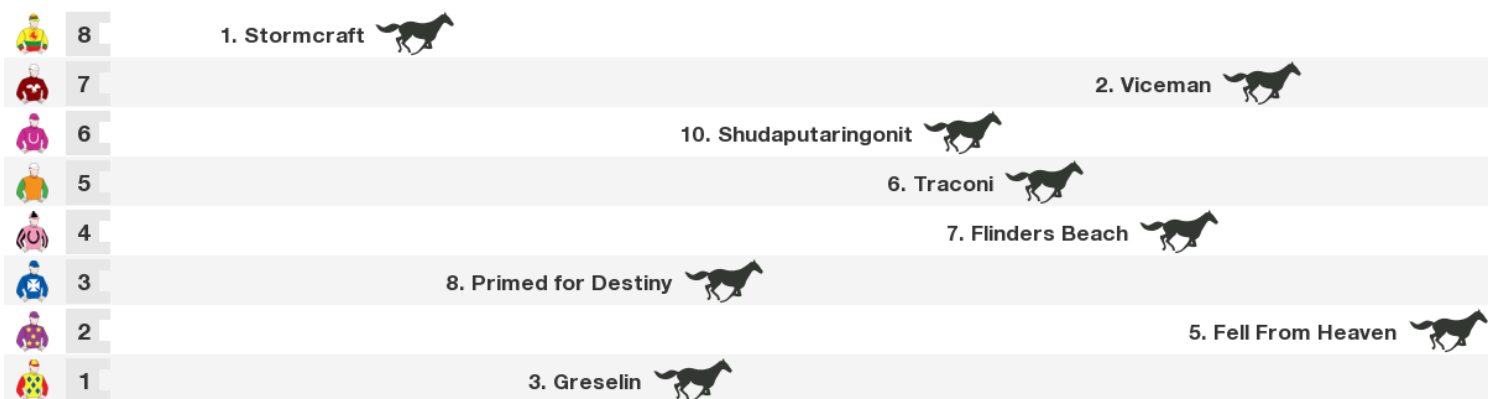 8 1. Stormcraft
7 2. Viceman
6 10. Shudaputaringonit
5 6. Traconi
4 7. Flinders Beach
3 8. Primed for Destiny
2 5. Fell From Heaven
1 3. Greselin